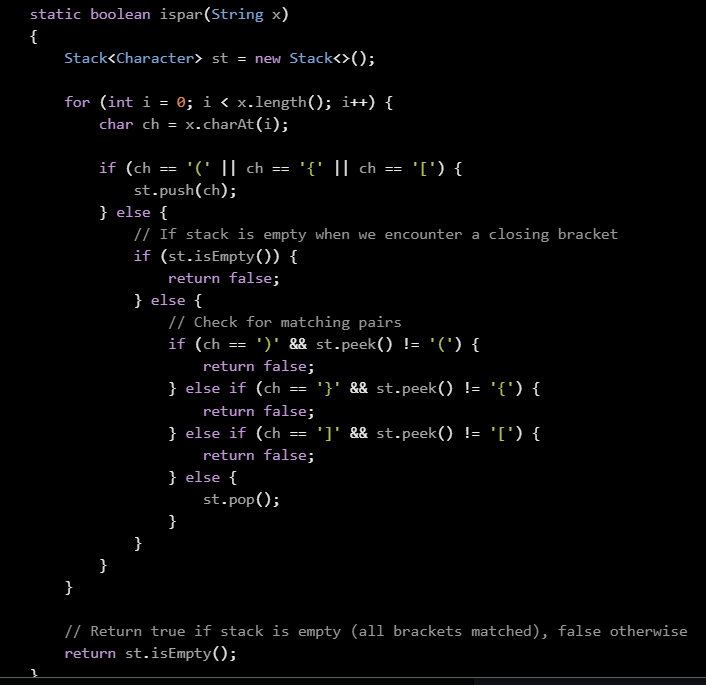 static boolean ispar(String x)
{
    Stack<Character> st = new Stack<>();

    for (int i = 0; i < x.length(); i++) {
        char ch = x.charAt(i);

        if (ch == '(' || ch == '{' || ch == '[') {
            st.push(ch);
        } else {
            // If stack is empty when we encounter a closing bracket
            if (st.isEmpty()) {
                return false;
            } else {
                // Check for matching pairs
                if (ch == ')' && st.peek() != '(') {
                    return false;
                } else if (ch == '}' && st.peek() != '{') {
                    return false;
                } else if (ch == ']' && st.peek() != '[') {
                    return false;
                } else {
                    st.pop();
                }
            }
        }
    }

    // Return true if stack is empty (all brackets matched), false otherwise
    return st.isEmpty();
}